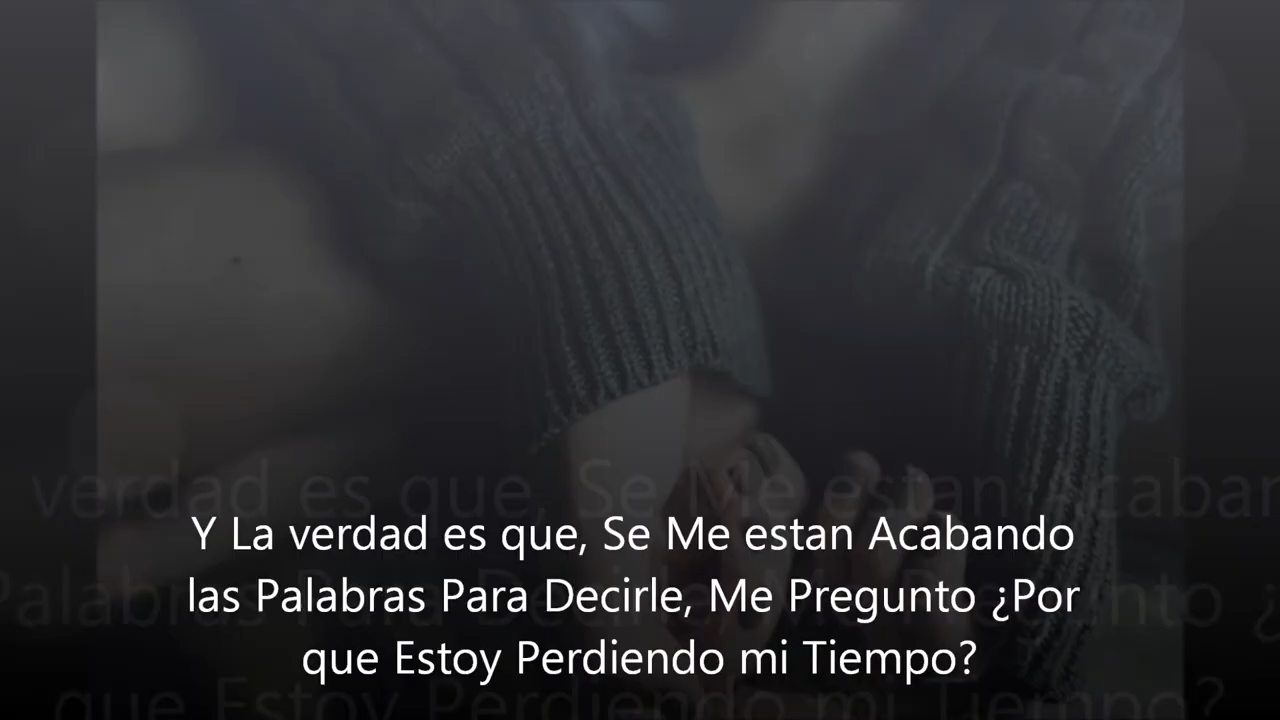 Y La verdad es que, Se Me estan Acabando
las Palabras Para Decirle, Me Pregunto ¿Por
que Estoy Perdiendo mi Tiempo?